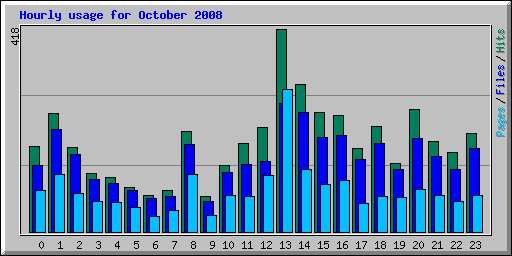 Hourly usage for October 2008
418
Pages / Files / Hits
0 1 2 3 4 5 6 7 8 9 10 11 12 13 14 15 16 17 18 19 20 21 22 23